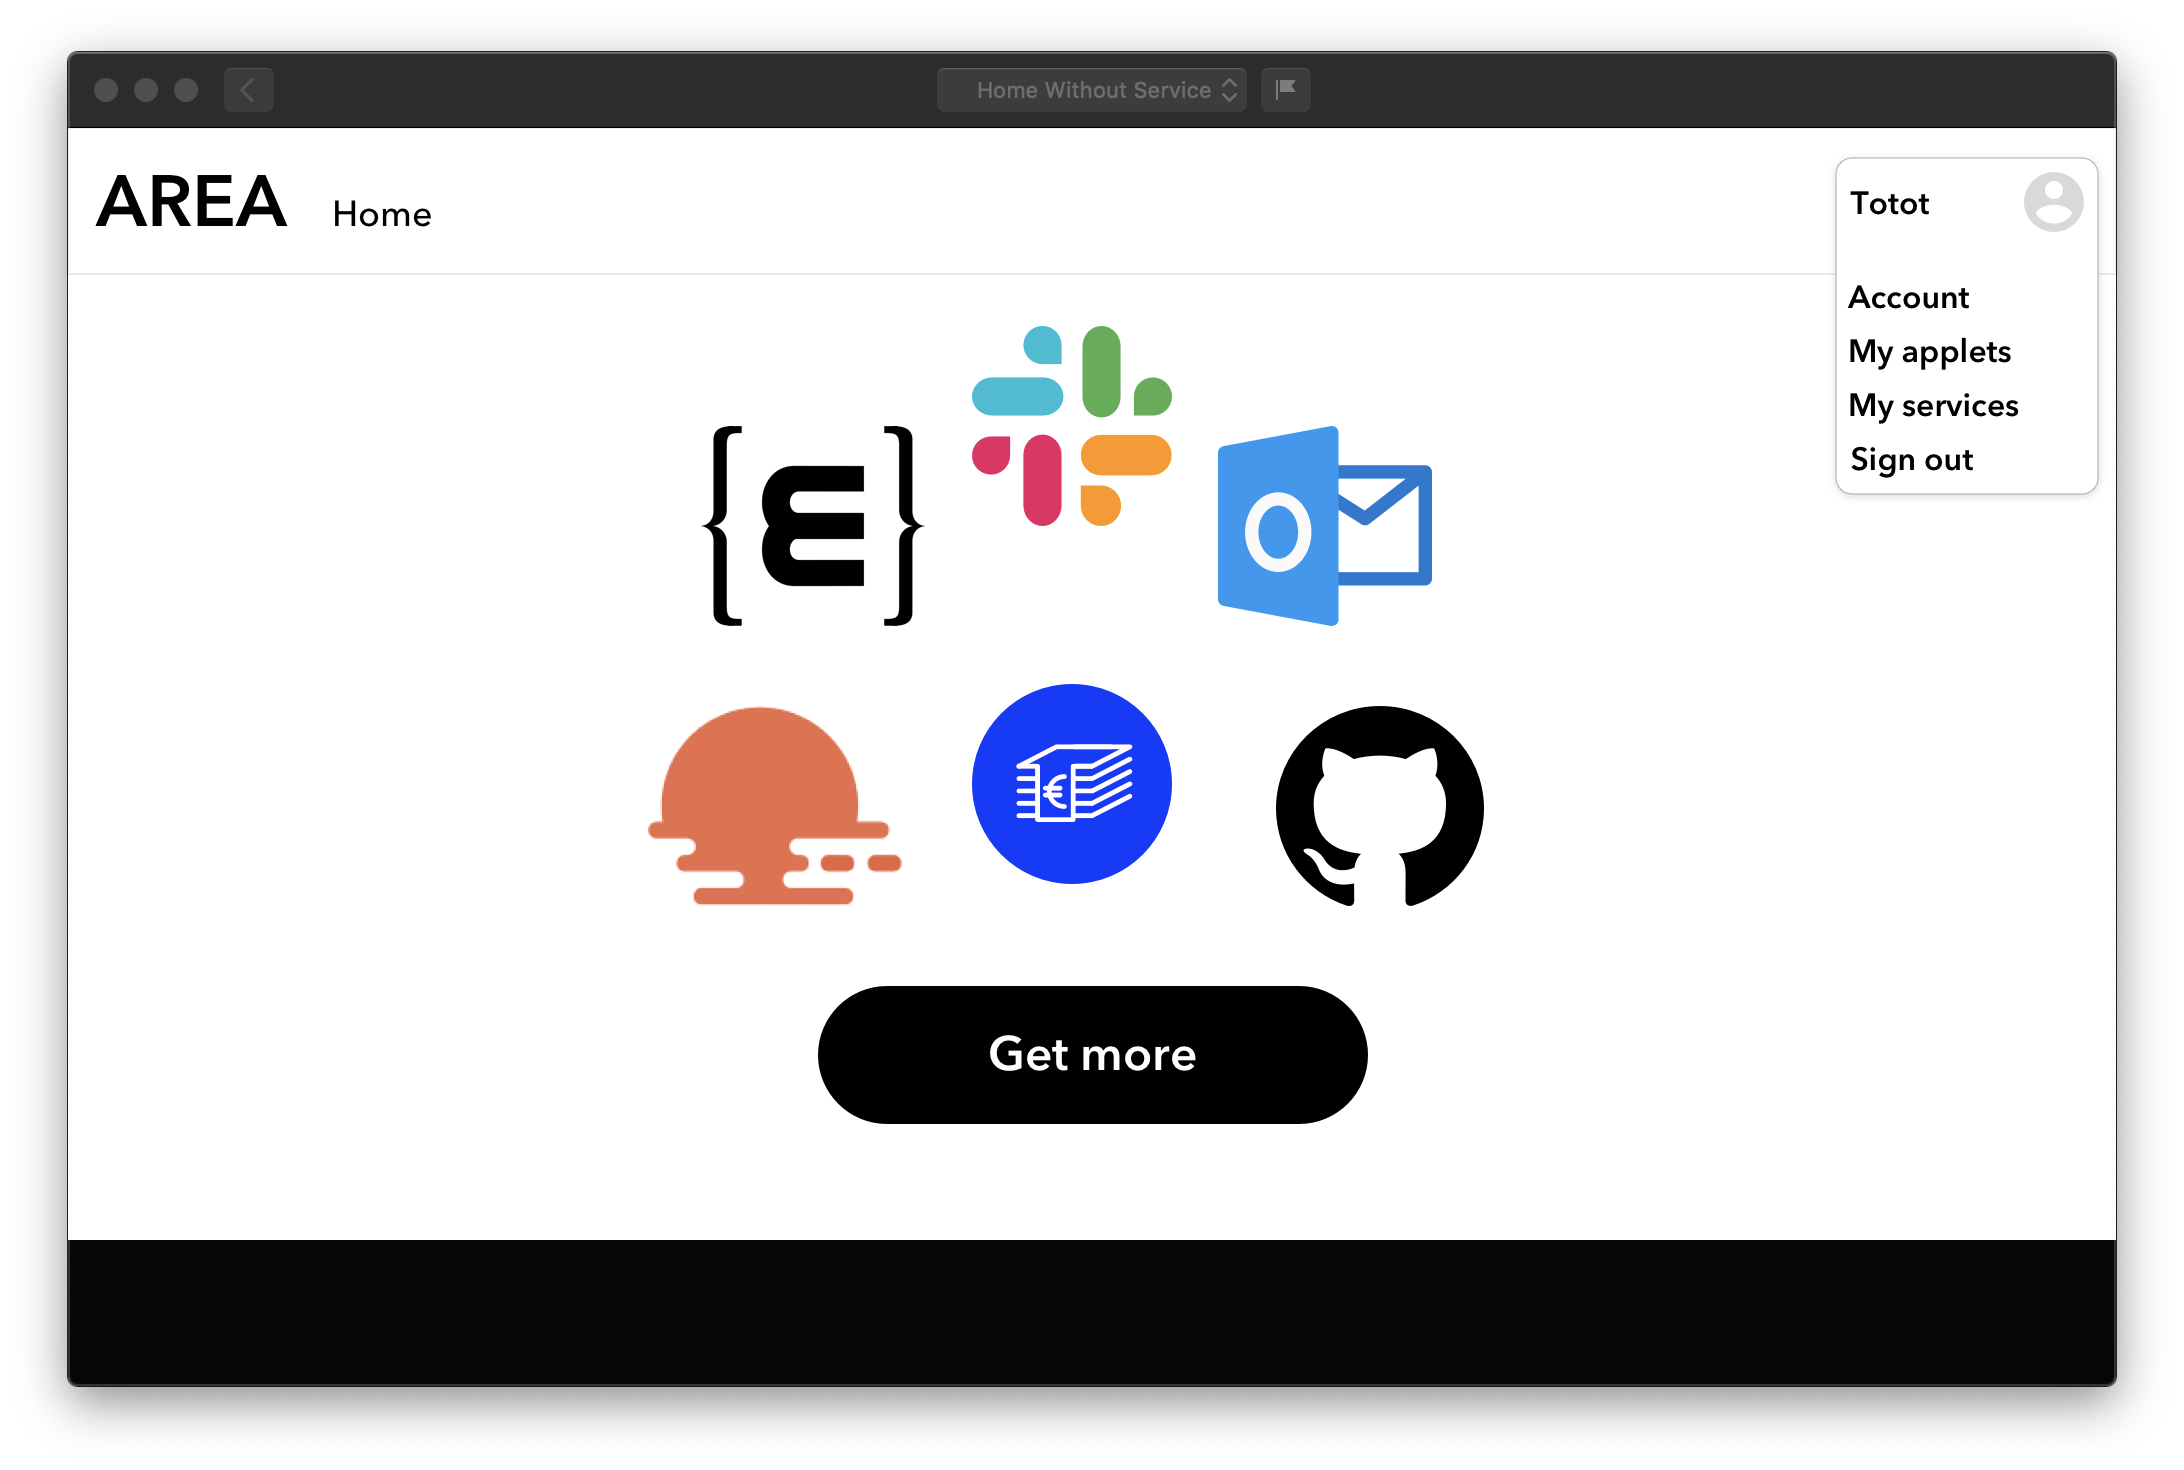 Home Without Service
AREA
Home
Totot
Account
My applets
My services
Sign out
Get more